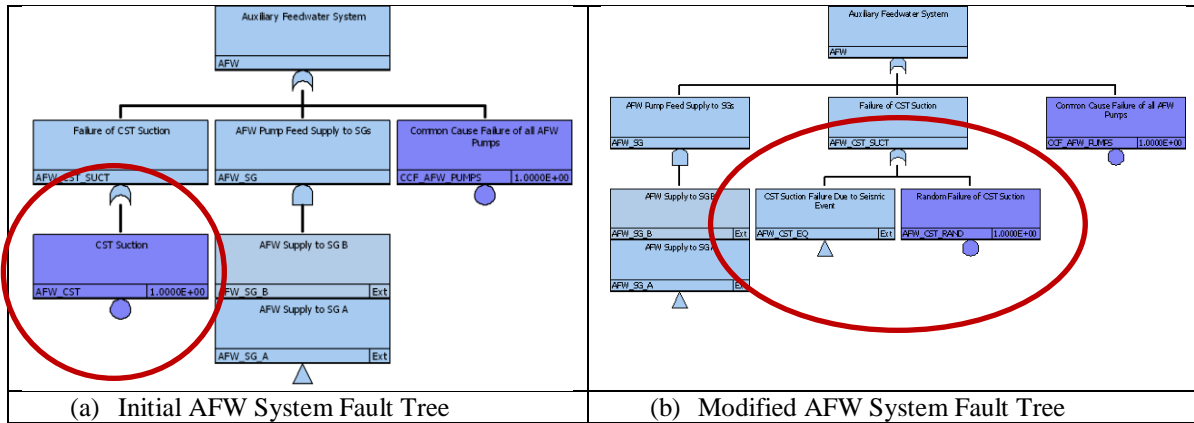 Auxiliary Feedwater System
AFW
Failure of CST Suction
AFW_CST_SUCT
AFW Pump Feed Supply to SGs
AFW_SG
Common Cause Failure of all AFW
Pumps
CCF_AFW_PUMPS 1.0000E+00
CST Suction
AFW_CST 1.0000E+00
AFW Supply to SG B
AFW_SG_B Ext
AFW Supply to SG A
AFW_SG_A Ext
(a) Initial AFW System Fault Tree
Auxiliary Feedwater System
AFW
AFW Pump Feed Supply to SGs
AFW_SG
Failure of CST Suction
AFW_CST_SUCT
Common Cause Failure of all AFW
Pumps
CCF_AFW_PUMPS 1.0000E+00
AFW Supply to SG B
AFW_SG_B Ext
AFW Supply to SG A
AFW_SG_A Ext
CST Suction Failure Due to Seismic
Event
AFW_CST_EQ Ext
Random Failure of CST Suction
AFW_CST_RAND 1.0000E+00
(b) Modified AFW System Fault Tree